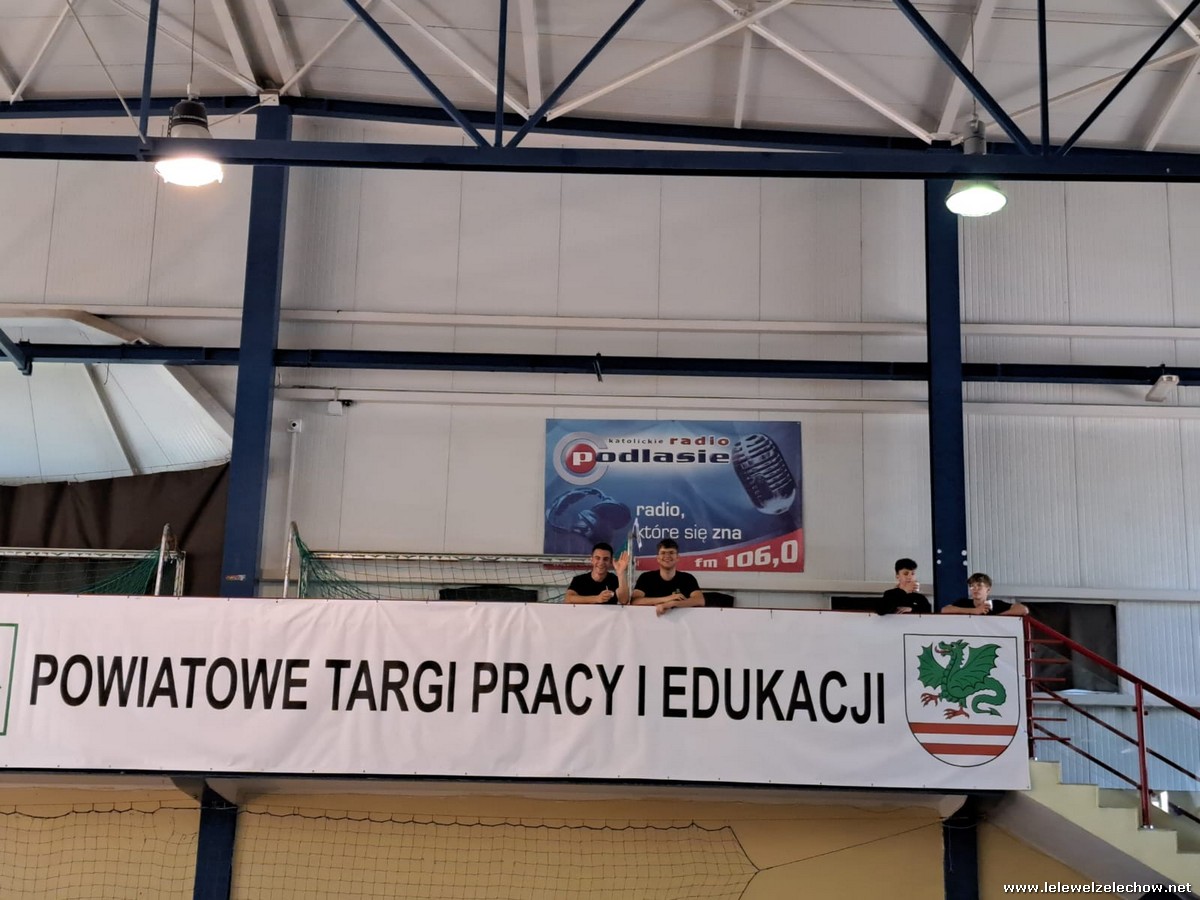 katolickie radio
podlasie
radio,
które się zna
fm 106,0
POWIATOWE TARGI PRACY I EDUKACJI
www.lelewelzelechow.net